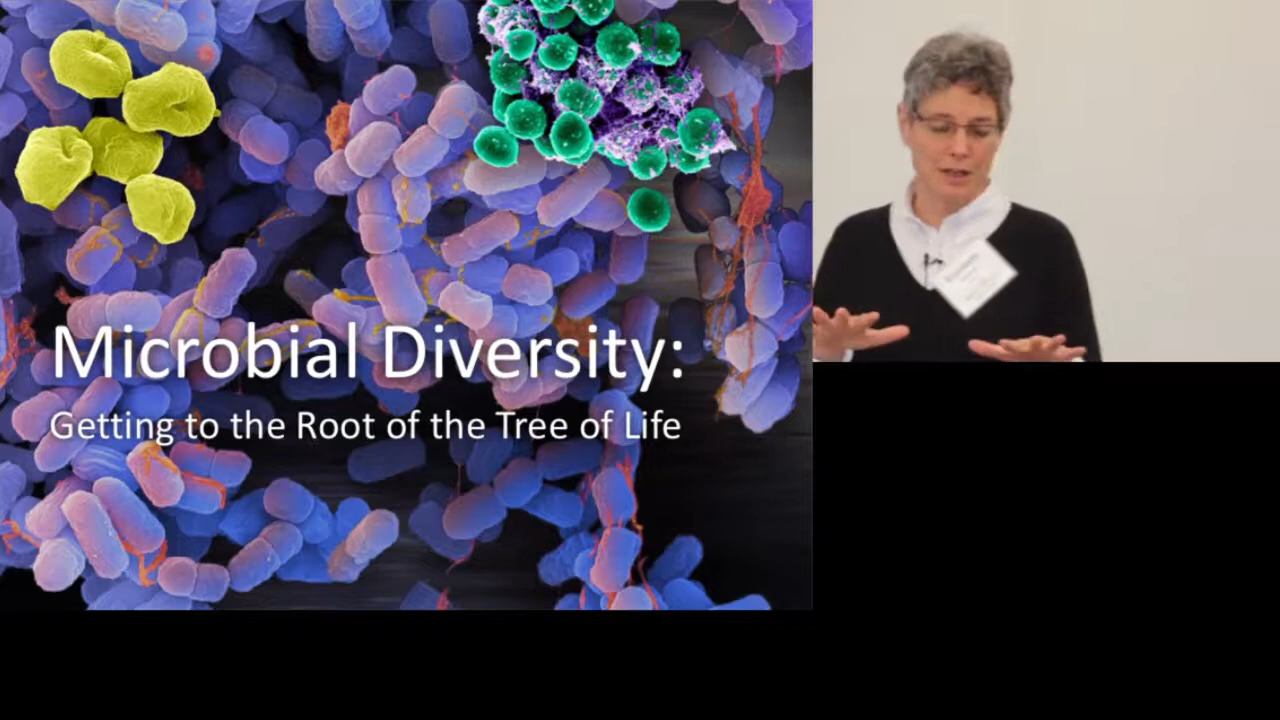 Microbial Diversity:
Getting to the Root of the Tree of Life